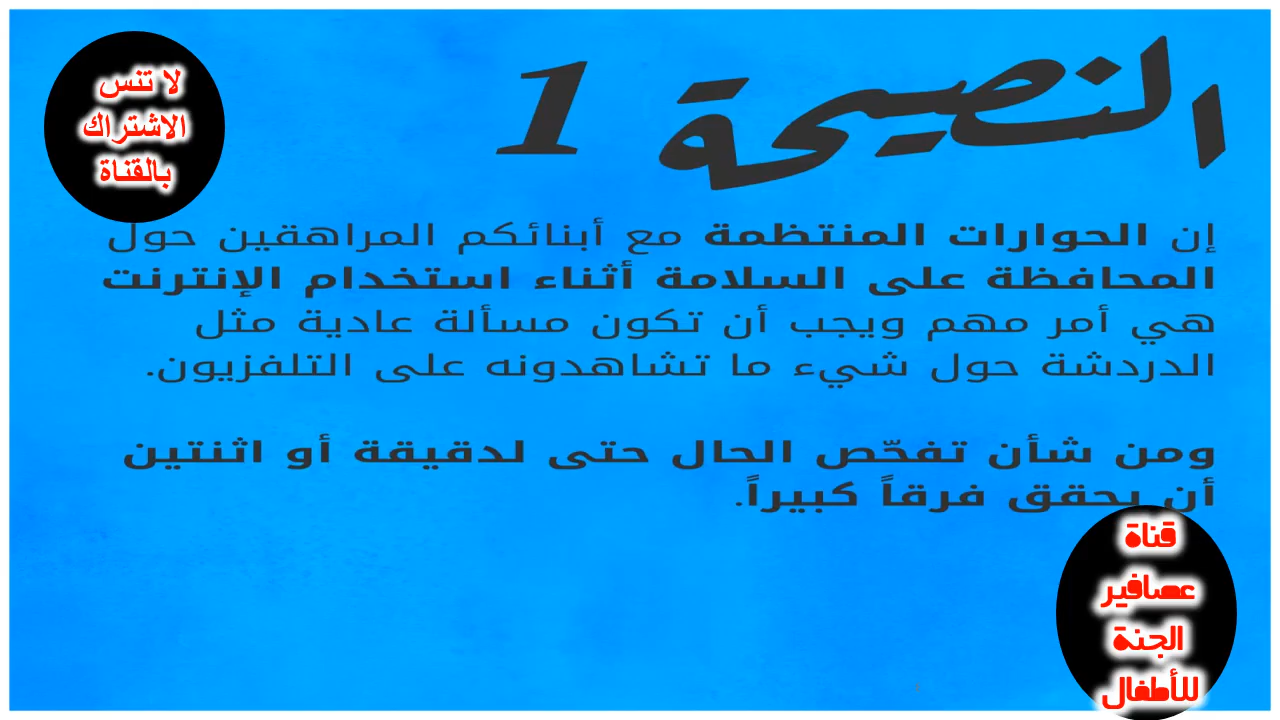 النصيحة 1
لا تنس
الاشتراك
بالقناة
إن الحوارات المنتظمة مع أبنائكم المراهقين حول
المحافظة على السلامة أثناء استخدام الإنترنت
هي أمر مهم ويجب أن تكون مسألة عادية مثل
الدردشة حول شيء ما تشاهدونه على التلفزيون.
ومن شأن تفحّص الحال حتى لدقيقة أو اثنتين
أن يحقق فرقاً كبيراً.
قناة
عصافير
الجنة
للأطفال